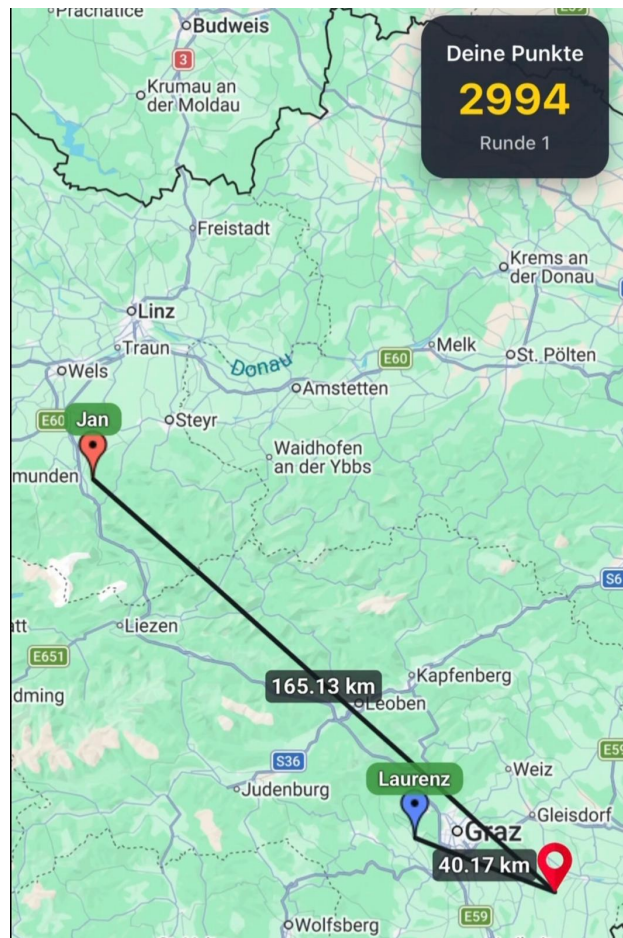 Prachatice
Budweis
3
Krumau an
der Moldau
E59
Deine Punkte
2994
Runde 1
Freistadt
Krems an
der Donau
Linz
Traun
Donau
E60
Melk
St. Pölten
Wels
Amstetten
E60
Jan
Steyr
Waidhofen
an der Ybbs
munden
S6
tt
Liezen
E651
dming
165.13 km
Kapfenberg
Leoben
E59
S36
Judenburg
Laurenz
Weiz
Gleisdorf
Graz
40.17 km
E59
Wolfsberg